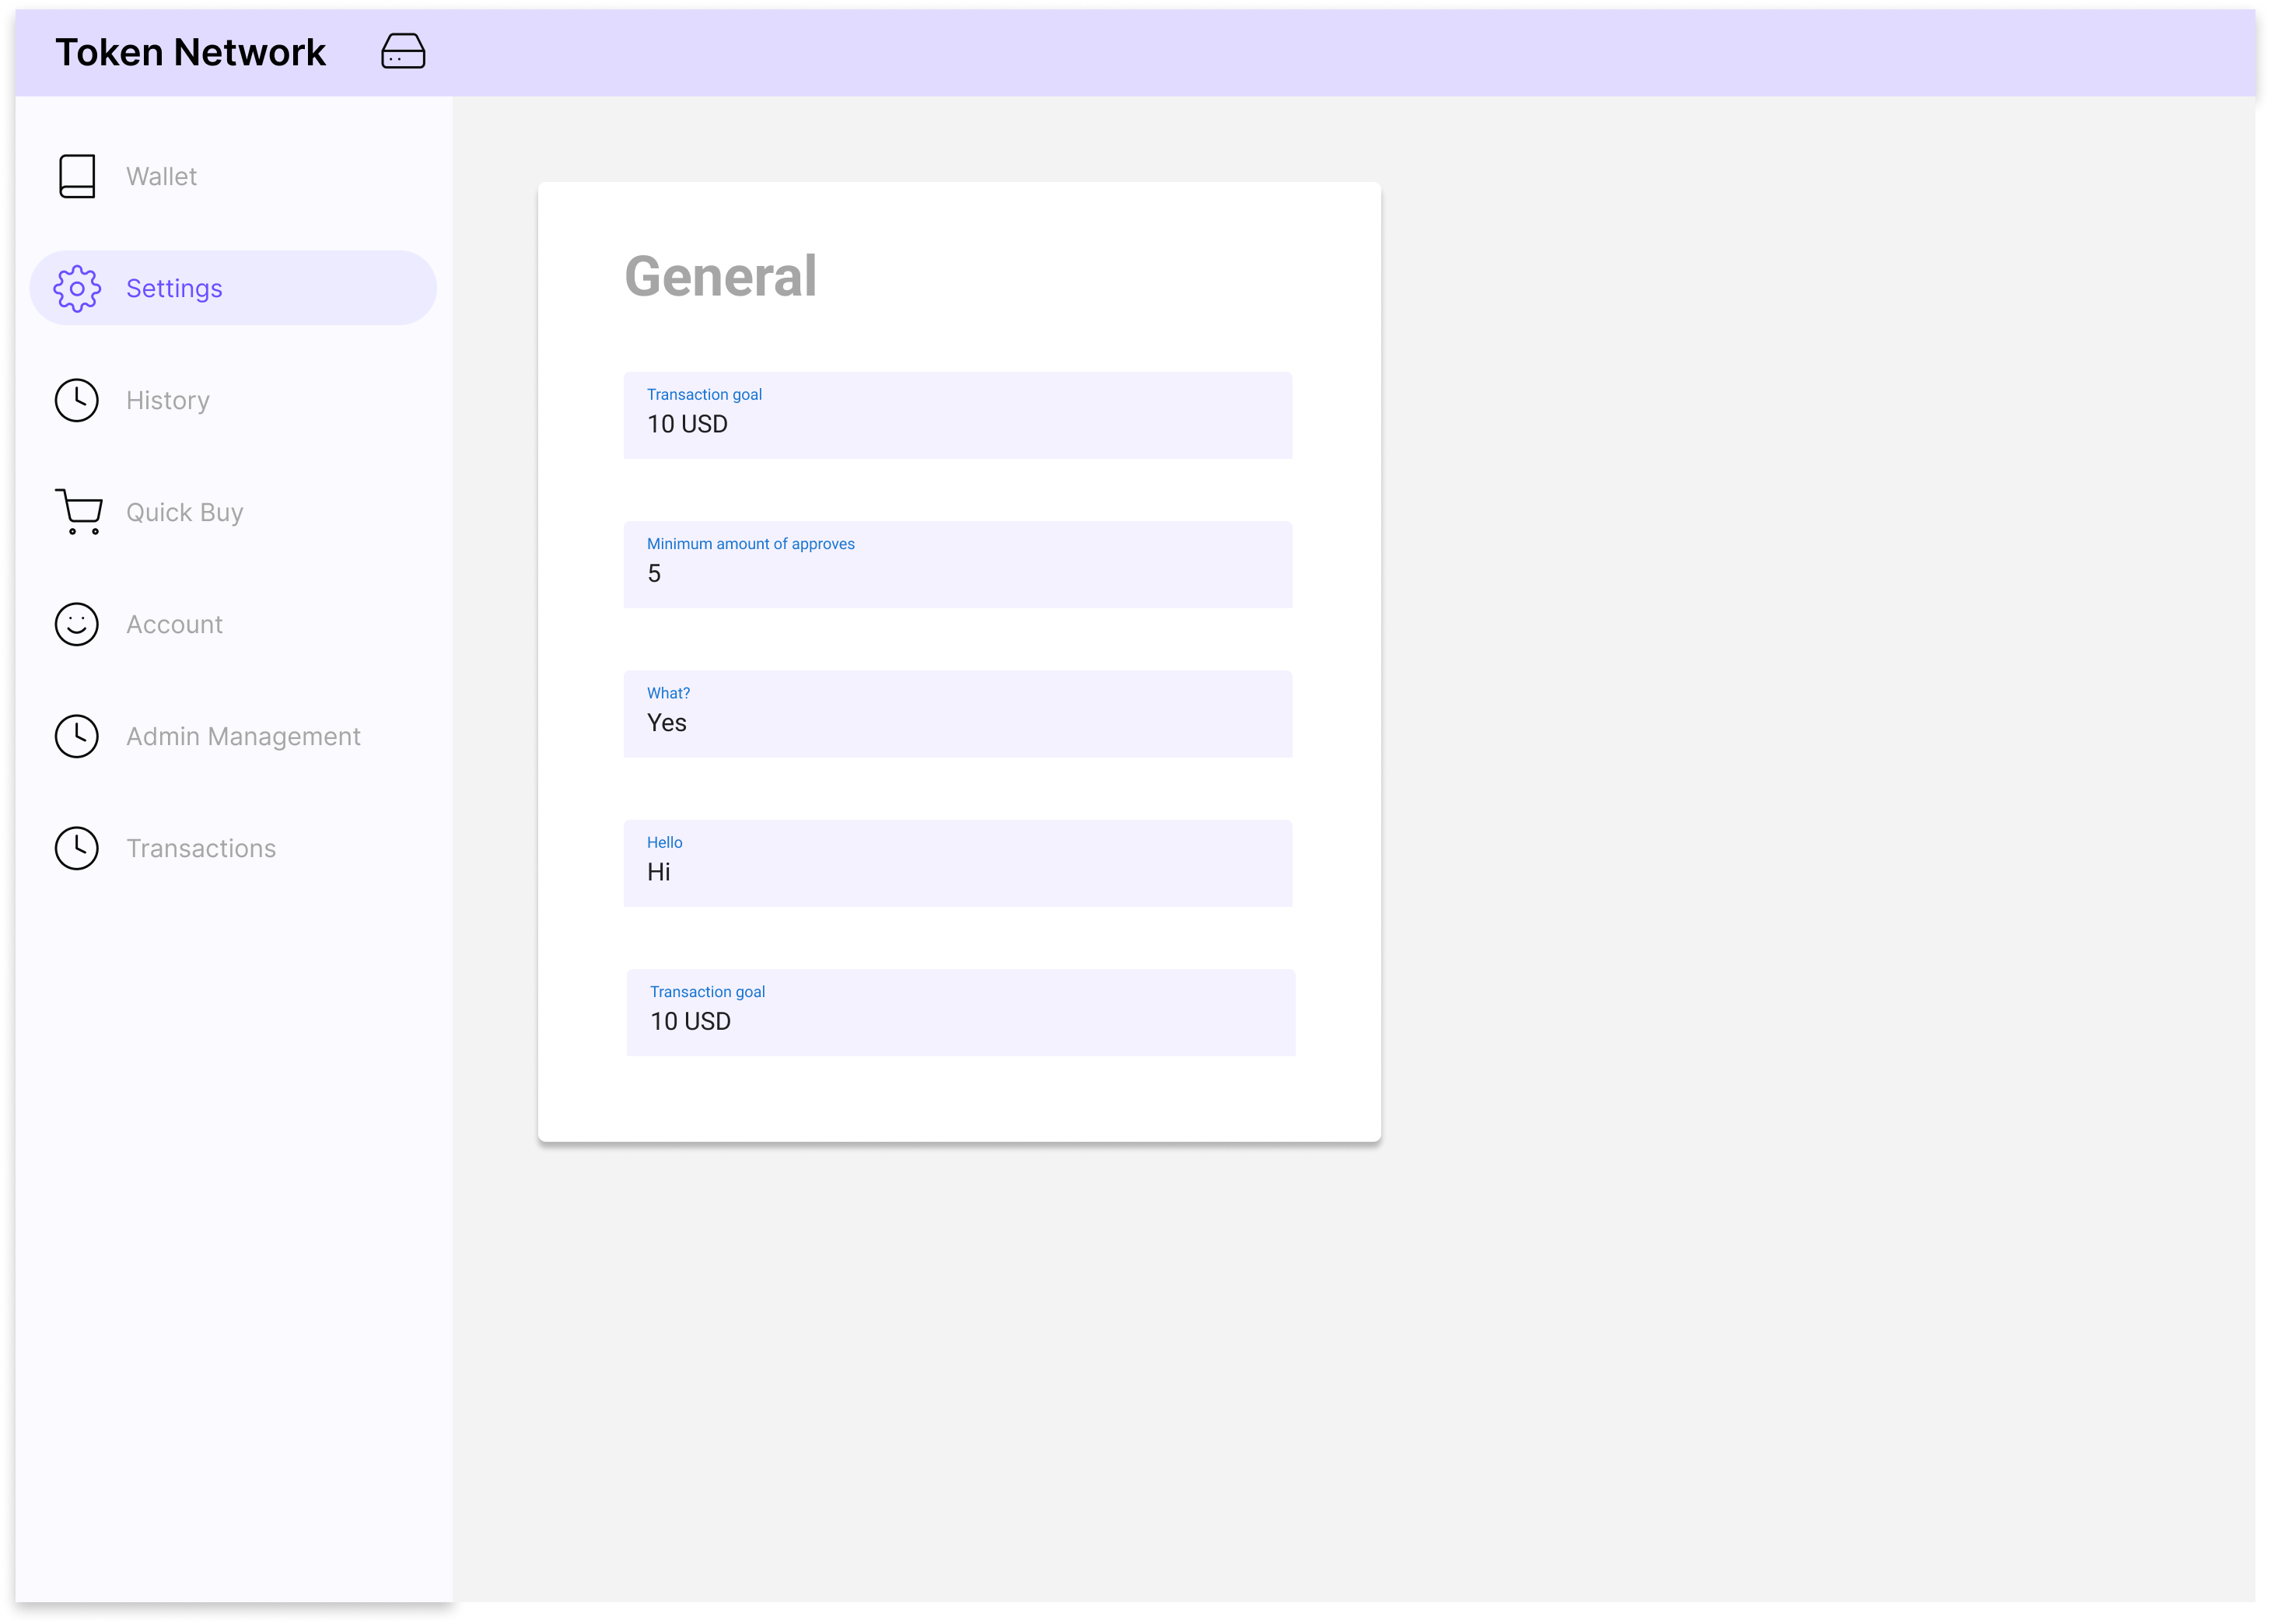 Token Network
Wallet
Settings
History
Quick Buy
Account
Admin Management
Transactions
General
Transaction goal
10 USD
Minimum amount of approves
5
What?
Yes
Hello
Hi
Transaction goal
10 USD